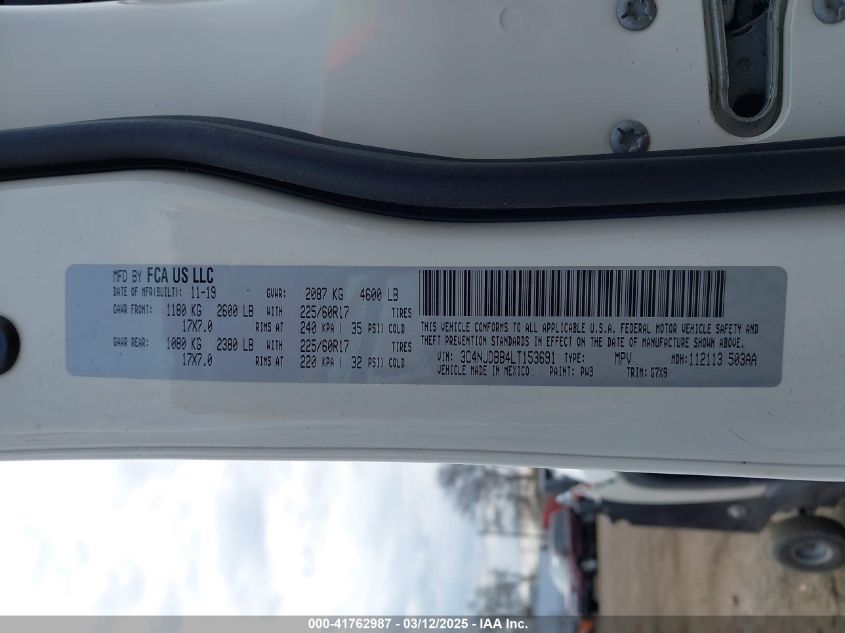 MFD BY FCA US LLC
DATE OF MFR(BUILT): 11-19 GVWR: 2087 KG 4600 LB
GAWR FRONT: 1180 KG 2600 LB WITH 225/60R17 TIRES
17X7.0 RIMS AT 240 KPA ( 35 PSI) COLD
GAWR REAR: 1080 KG 2380 LB WITH 225/60R17 TIRES
17X7.0 RIMS AT 220 KPA ( 32 PSI) COLD
THIS VEHICLE CONFORMS TO ALL APPLICABLE U.S.A. FEDERAL MOTOR VEHICLE SAFETY AND
THEFT PREVENTION STANDARDS IN EFFECT ON THE DATE OF MANUFACTURE SHOWN ABOVE.
VIN: 3C4NJDBB4LT153691 TYPE: MPV MDH: 112113 503AA
VEHICLE MADE IN MEXICO PAINT: PW3 TRIM: G7X9
000-41762987 - 03/12/2025 - IAA Inc.